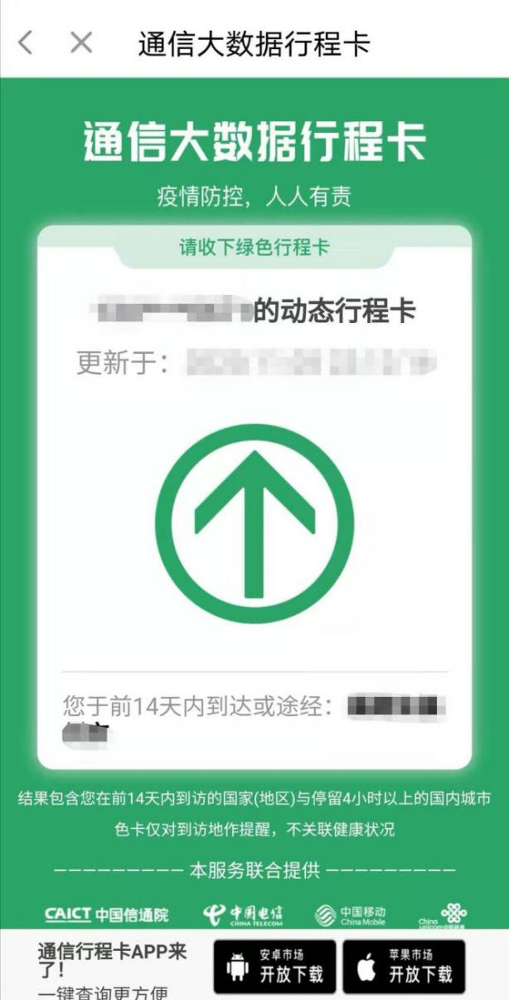 通信大数据行程卡
通信大数据行程卡
疫情防控，人人有责
请收下绿色行程卡
的动态行程卡
更新于：
您于前14天内到达或途经：
结果包含您在前14天内到访的国家(地区)与停留4小时以上的国内城市
色卡仅对到访地作提醒，不关联健康状况
本服务联合提供
CAICT 中国信通院
中国电信
CHINA TELECOM
中国移动
China Mobile
China
unicom中国联通
通信行程卡APP来
了！
一键查询更方便
安卓市场
开放下载
苹果市场
开放下载